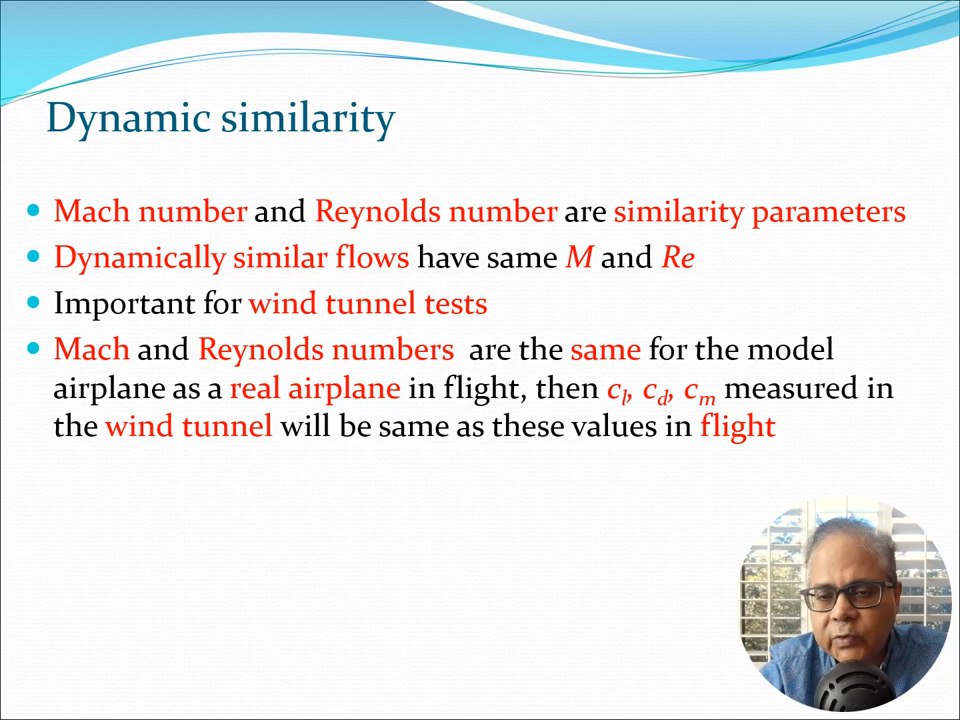 Dynamic similarity
• Mach number and Reynolds number are similarity parameters
• Dynamically similar flows have same M and Re
• Important for wind tunnel tests
• Mach and Reynolds numbers are the same for the model
airplane as a real airplane in flight, then cl, cd, cm measured in
the wind tunnel will be same as these values in flight